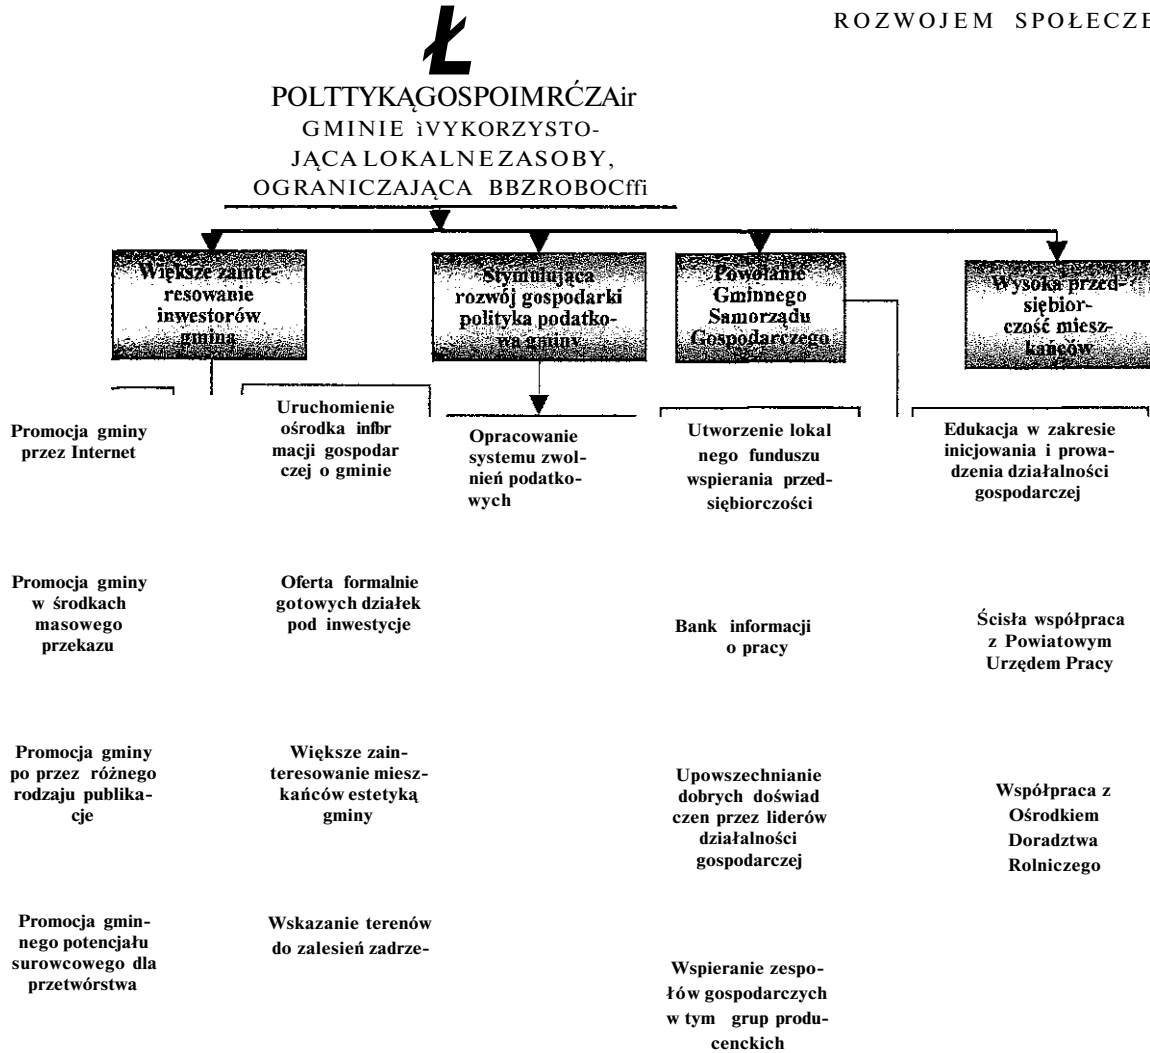 ROZWOJEM SPOŁECZE
Ł
POLTTYKĄGOSPOIMRĆZAir
GMINIE ìVYKORZYSTO-
JĄCA LOKALNE ZASOBY,
OGRANICZAJĄCA BBZROBOCffi
Większe zainte-
resowanie
inwestorów
gminą
Stymulująca
rozwój gospodarki
polityka podatko-
wa gminy
Powołanie
Gminnego
Samorządu
Gospodarczego
Wysoka przed-
siębior-
czość miesz-
kańców
Promocja gminy
przez Internet
Promocja gminy
w środkach
masowego
przekazu
Promocja gminy
po przez różnego
rodzaju publika-
cje
Promocja gmin-
nego potencjału
surowcowego dla
przetwórstwa
Uruchomienie
ośrodka infbr
macji gospodar
czej o gminie
Oferta formalnie
gotowych działek
pod inwestycje
Większe zain-
teresowanie miesz-
kańców estetyką
gminy
Wskazanie terenów
do zalesień zadrze-
Opracowanie
systemu zwol-
nień podatko-
wych
Utworzenie lokal
nego funduszu
wspierania przed-
siębiorczości
Bank informacji
o pracy
Upowszechnianie
dobrych doświad
czen przez liderów
działalności
gospodarczej
Wspieranie zespo-
łów gospodarczych
w tym grup produ-
cenckich
Edukacja w zakresie
inicjowania i prowa-
dzenia działalności
gospodarczej
Ścisła współpraca
z Powiatowym
Urzędem Pracy
Współpraca z
Ośrodkiem
Doradztwa
Rolniczego